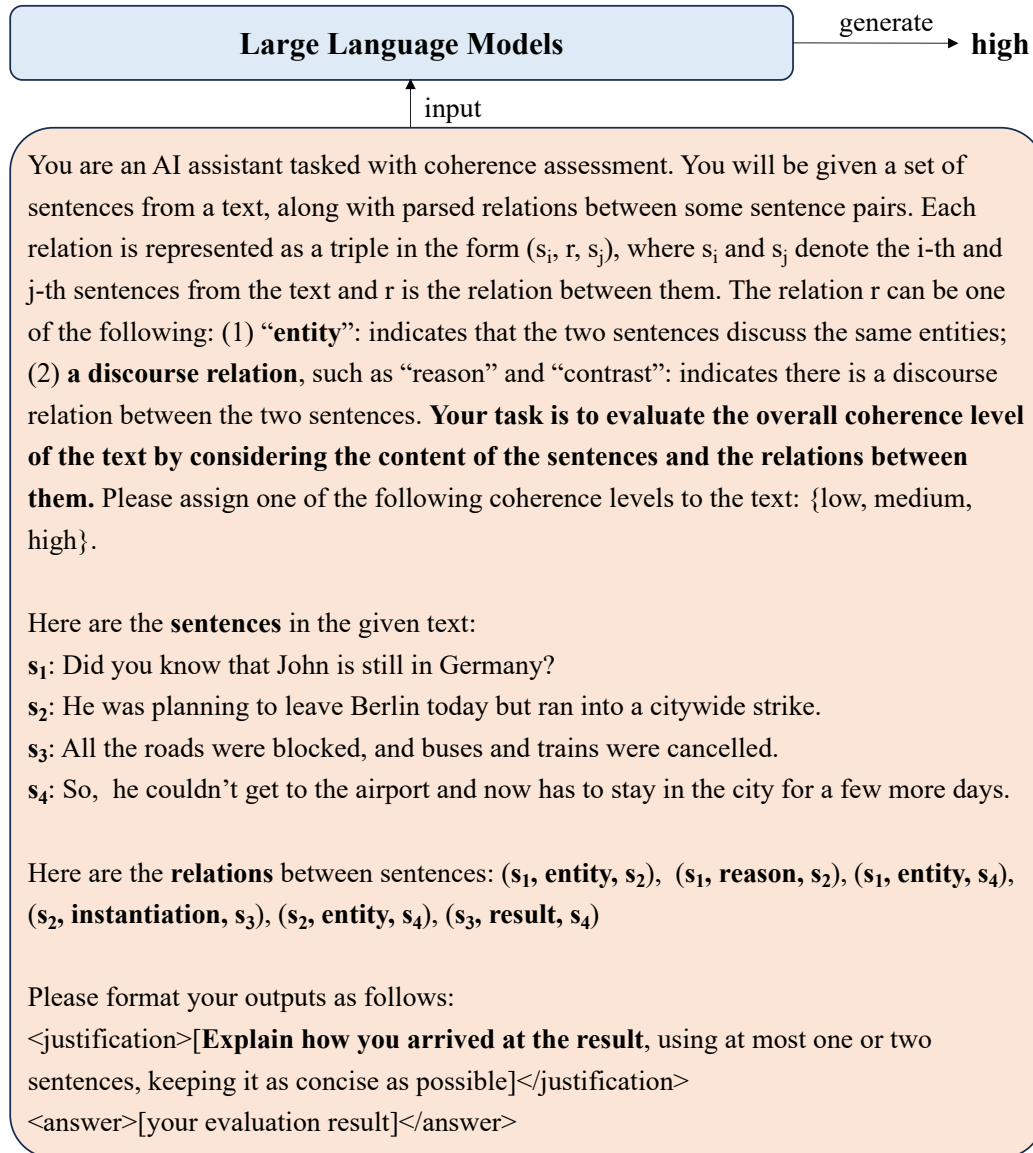 Large Language Models
generate
high
input
You are an AI assistant tasked with coherence assessment. You will be given a set of
sentences from a text, along with parsed relations between some sentence pairs. Each
relation is represented as a triple in the form (sᵢ, r, sⱼ), where sᵢ and sⱼ denote the i-th and
j-th sentences from the text and r is the relation between them. The relation r can be one
of the following: (1) “entity”: indicates that the two sentences discuss the same entities;
(2) a discourse relation, such as “reason” and “contrast”: indicates there is a discourse
relation between the two sentences. Your task is to evaluate the overall coherence level
of the text by considering the content of the sentences and the relations between
them. Please assign one of the following coherence levels to the text: {low, medium,
high}.
Here are the sentences in the given text:
s₁: Did you know that John is still in Germany?
s₂: He was planning to leave Berlin today but ran into a citywide strike.
s₃: All the roads were blocked, and buses and trains were cancelled.
s₄: So, he couldn’t get to the airport and now has to stay in the city for a few more days.
Here are the relations between sentences: (s₁, entity, s₂), (s₁, reason, s₂), (s₁, entity, s₄),
(s₂, instantiation, s₃), (s₂, entity, s₄), (s₃, result, s₄)
Please format your outputs as follows:
<justification>[Explain how you arrived at the result, using at most one or two
sentences, keeping it as concise as possible]</justification>
<answer>[your evaluation result]</answer>